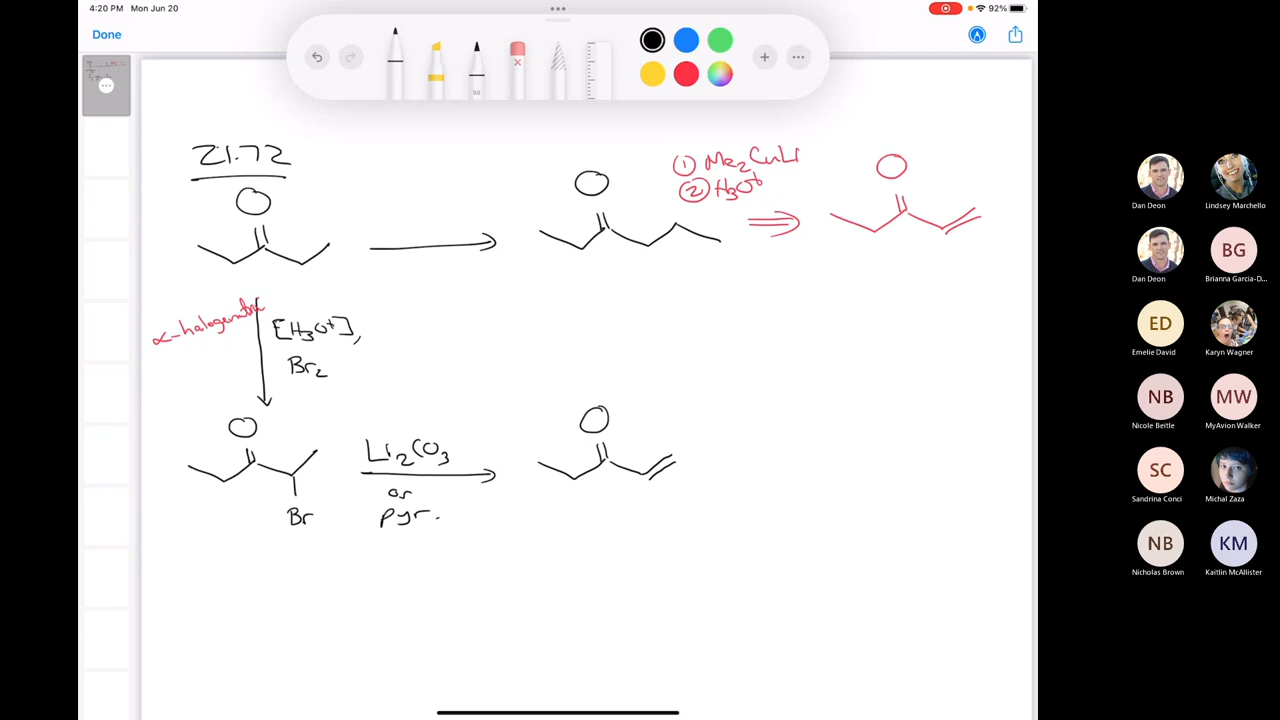 4:20 PM Mon Jun 20
92%
Done
50
21.72
O
O
① Me₂CuLi
② H₃O⁺
O
α-halogenation
[H₃O⁺],
Br₂
O
Br
Li₂CO₃
or
pyr.
O
Dan Deon
Lindsey Marchello
BG
Dan Deon
Brianna Garcia-D...
ED
Emelie David
Karyn Wagner
NB
MW
Nicole Beitle
MyAvion Walker
SC
Sandrina Conci
Michal Zaza
NB
KM
Nicholas Brown
Kaitlin McAllister